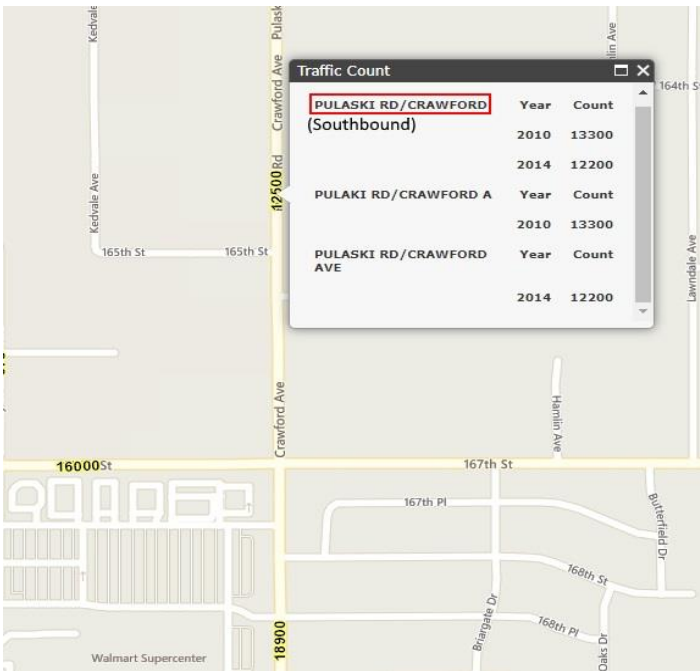 Kedvale
Pulask
Crawford Ave
lin Ave
164th S
Traffic Count
PULASKI RD/CRAWFORD Year Count
(Southbound)
2010 13300
2014 12200
PULAKI RD/CRAWFORD A Year Count
2010 13300
PULASKI RD/CRAWFORD Year Count
AVE
2014 12200
Rd
12500
Kedvale Ave
165th St
165th St
Lawndale Ave
Crawford Ave
Hamlin Ave
16000 St
167th St
167th Pl
Butterfield Dr
168th St
Briargate Dr
168th Pl
Oaks Dr
18900
Walmart Supercenter